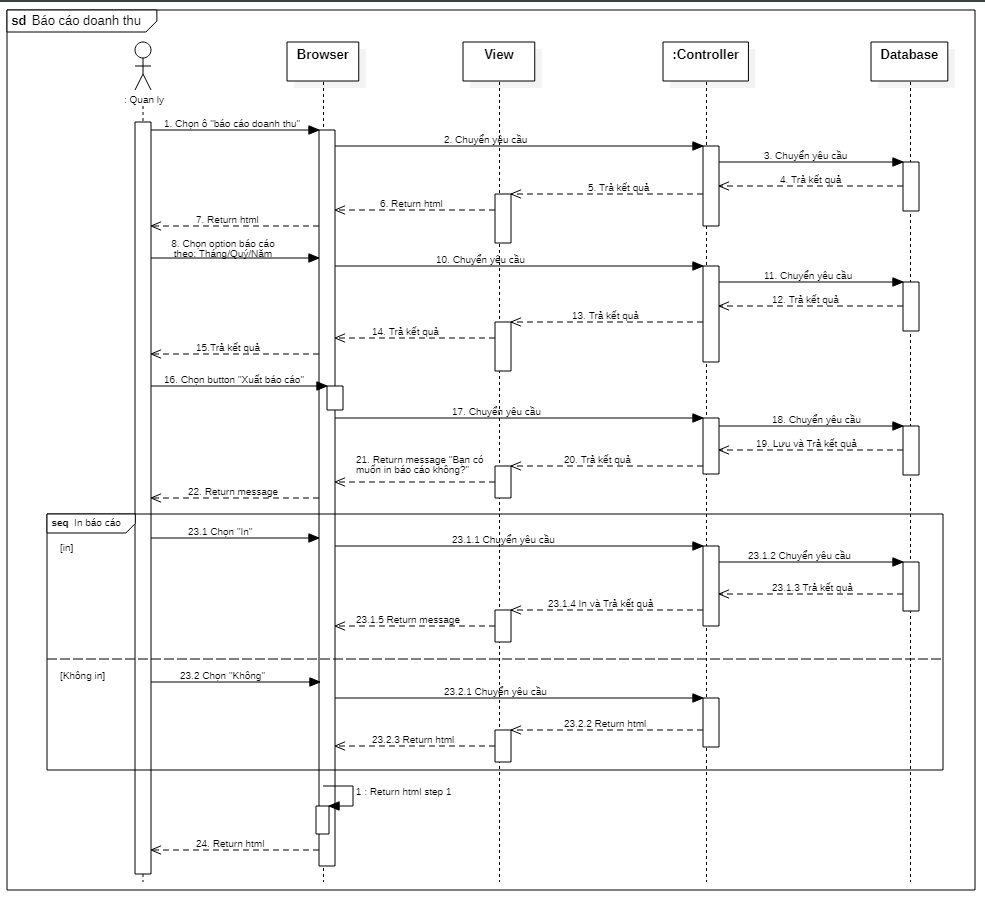 sd Báo cáo doanh thu
Browser
View
:Controller
Database
: Quan ly
1. Chọn ô "báo cáo doanh thu"
2. Chuyển yêu cầu
3. Chuyển yêu cầu
4. Trả kết quả
5. Trả kết quả
6. Return html
7. Return html
8. Chọn option báo cáo
theo: Tháng/Quý/Năm
10. Chuyển yêu cầu
11. Chuyển yêu cầu
12. Trả kết quả
13. Trả kết quả
14. Trả kết quả
15.Trả kết quả
16. Chọn button "Xuất báo cáo"
17. Chuyển yêu cầu
18. Chuyển yêu cầu
19. Lưu và Trả kết quả
20. Trả kết quả
21. Return message "Bạn có
muốn in báo cáo không?"
22. Return message
seq In báo cáo
[in]
23.1 Chọn "In"
23.1.1 Chuyển yêu cầu
23.1.2 Chuyển yêu cầu
23.1.3 Trả kết quả
23.1.4 In và Trả kết quả
23.1.5 Return message
[Không in]
23.2 Chọn "Không"
23.2.1 Chuyển yêu cầu
23.2.2 Return html
23.2.3 Return html
1 : Return html step 1
24. Return html